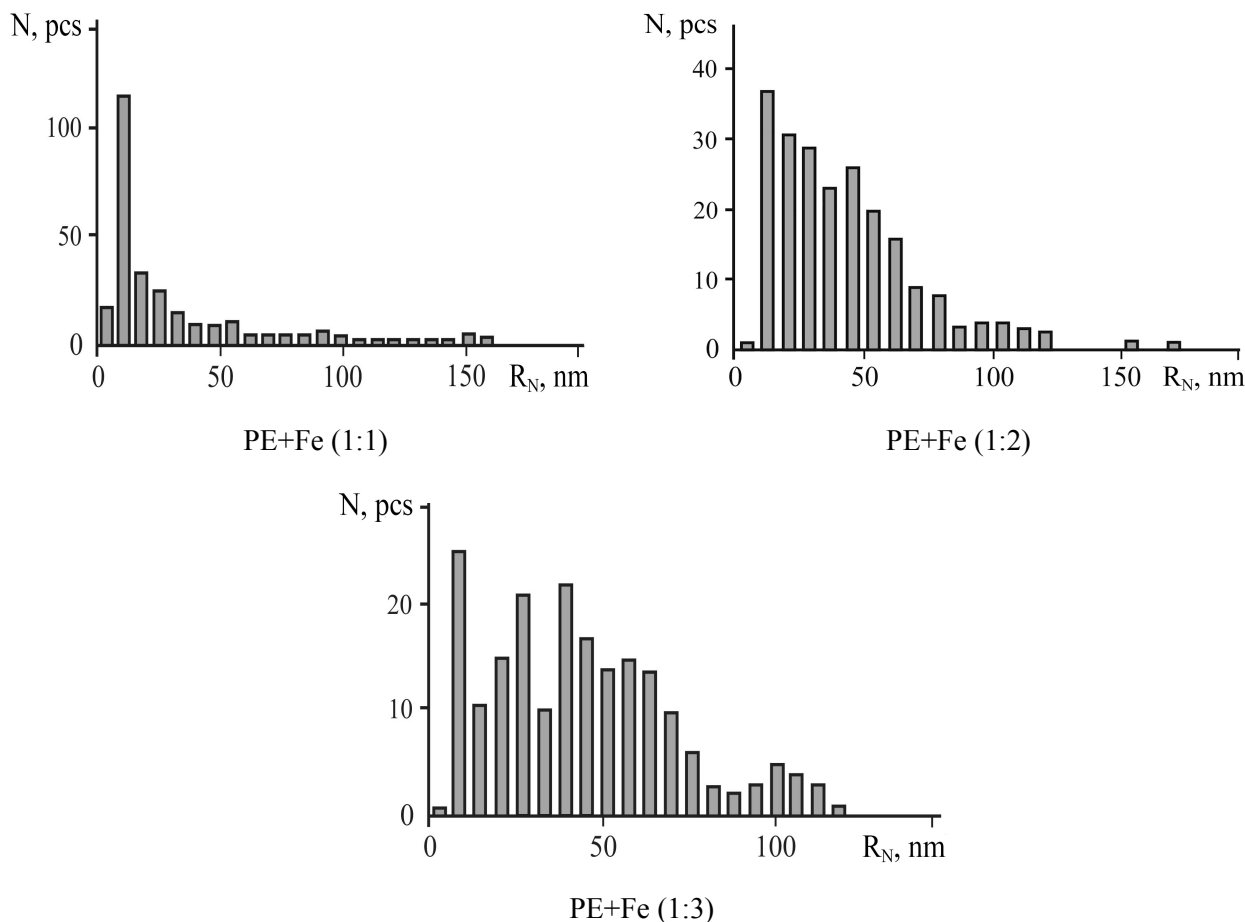 N, pcs
100
50
0
0 50 100 150 R_N, nm
PE+Fe (1:1)
N, pcs
40
30
20
10
0
0 50 100 150 R_N, nm
PE+Fe (1:2)
N, pcs
20
10
0
0 50 100 R_N, nm
PE+Fe (1:3)